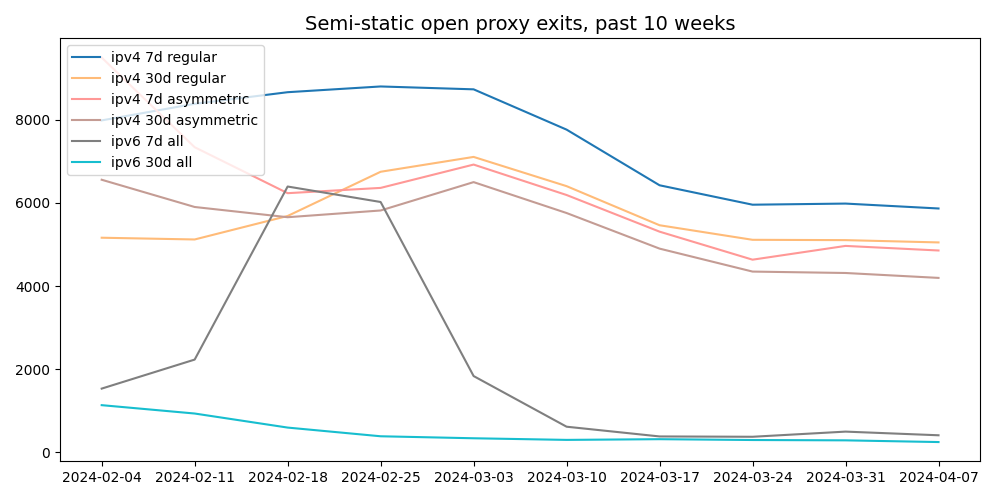 Semi-static open proxy exits, past 10 weeks
ipv4 7d regular
ipv4 30d regular
ipv4 7d asymmetric
ipv4 30d asymmetric
ipv6 7d all
ipv6 30d all
8000
6000
4000
2000
0
2024-02-04 2024-02-11 2024-02-18 2024-02-25 2024-03-03 2024-03-10 2024-03-17 2024-03-24 2024-03-31 2024-04-07